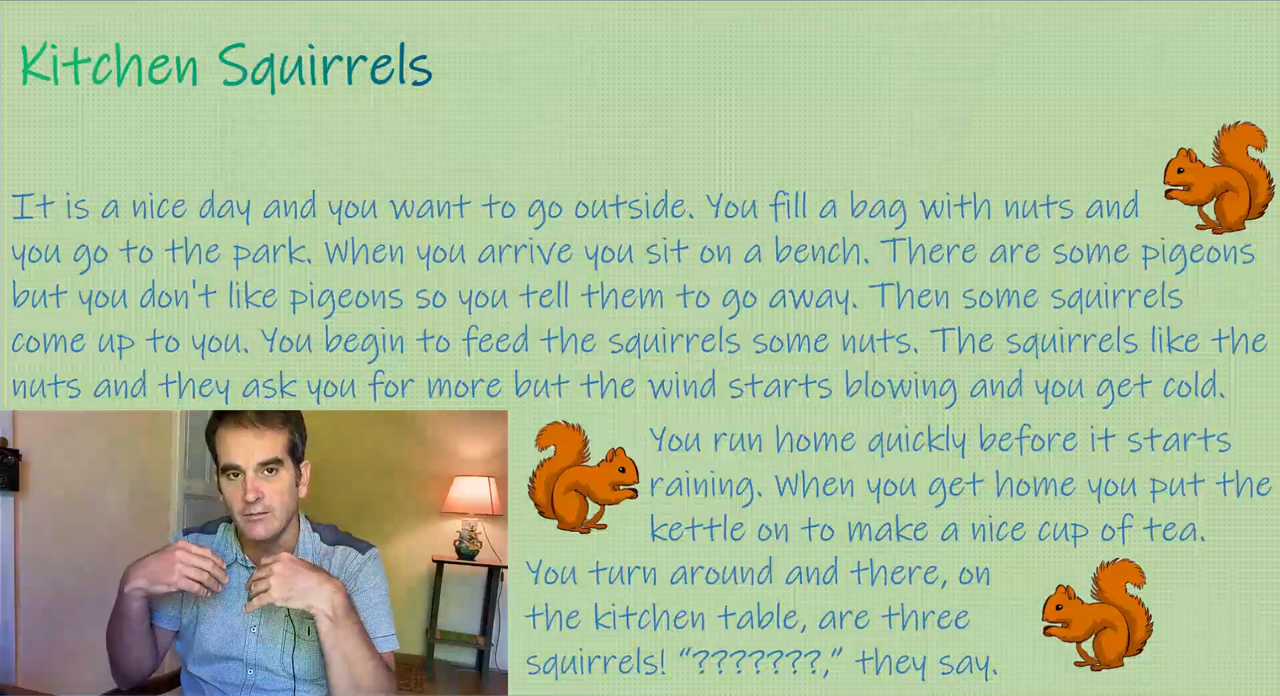 Kitchen Squirrels
It is a nice day and you want to go outside. You fill a bag with nuts and
you go to the park. When you arrive you sit on a bench. There are some pigeons
but you don't like pigeons so you tell them to go away. Then some squirrels
come up to you. You begin to feed the squirrels some nuts. The squirrels like the
nuts and they ask you for more but the wind starts blowing and you get cold.
You run home quickly before it starts
raining. When you get home you put the
kettle on to make a nice cup of tea.
You turn around and there, on
the kitchen table, are three
squirrels! “???????,” they say.